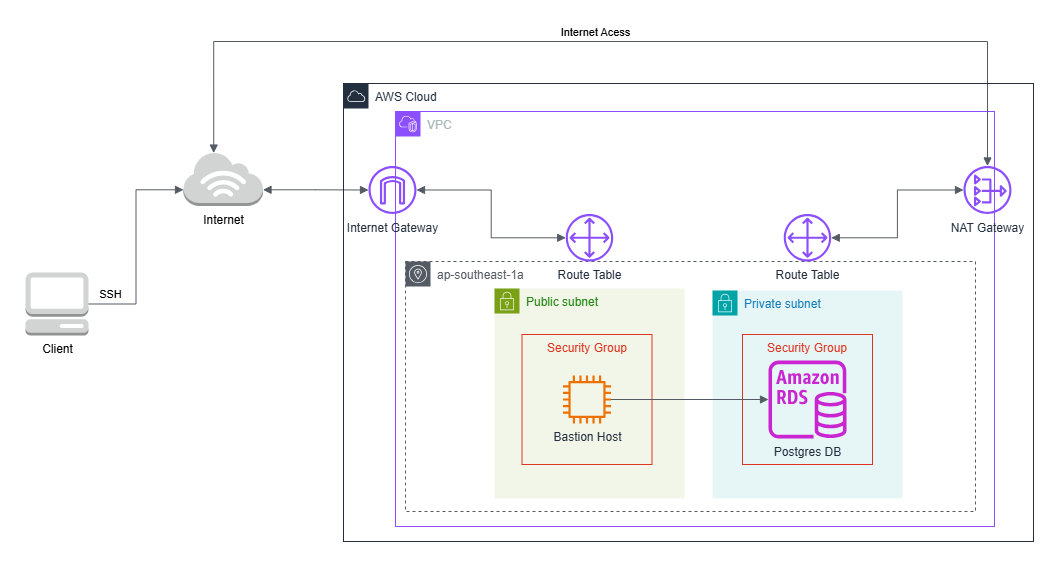 Internet Acess
AWS Cloud
VPC
Internet
Internet Gateway
NAT Gateway
ap-southeast-1a
Route Table
Route Table
SSH
Client
Public subnet
Private subnet
Security Group
Security Group
Amazon
RDS
Bastion Host
Postgres DB